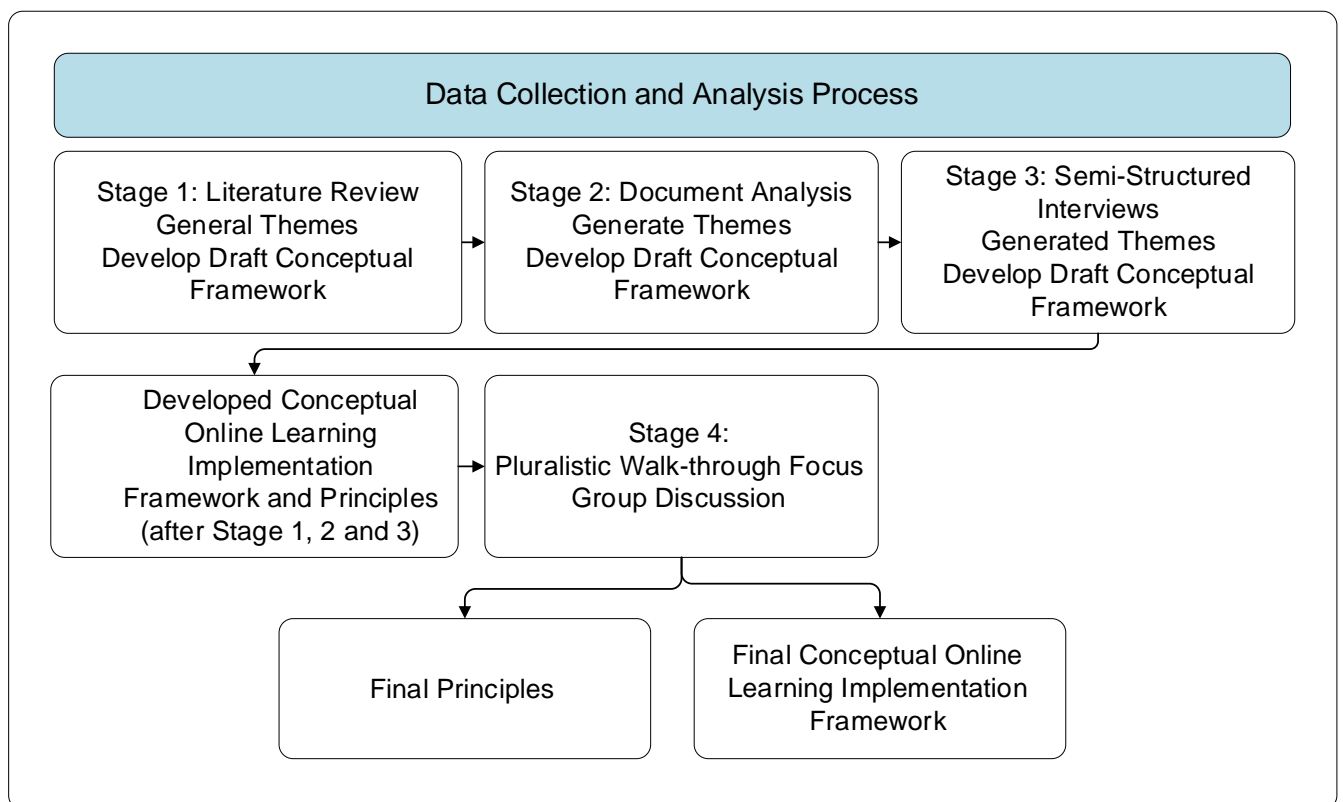 Data Collection and Analysis Process
Stage 1: Literature Review
General Themes
Develop Draft Conceptual
Framework
Stage 2: Document Analysis
Generate Themes
Develop Draft Conceptual
Framework
Stage 3: Semi-Structured
Interviews
Generated Themes
Develop Draft Conceptual
Framework
Developed Conceptual
Online Learning
Implementation
Framework and Principles
(after Stage 1, 2 and 3)
Stage 4:
Pluralistic Walk-through Focus
Group Discussion
Final Principles
Final Conceptual Online
Learning Implementation
Framework